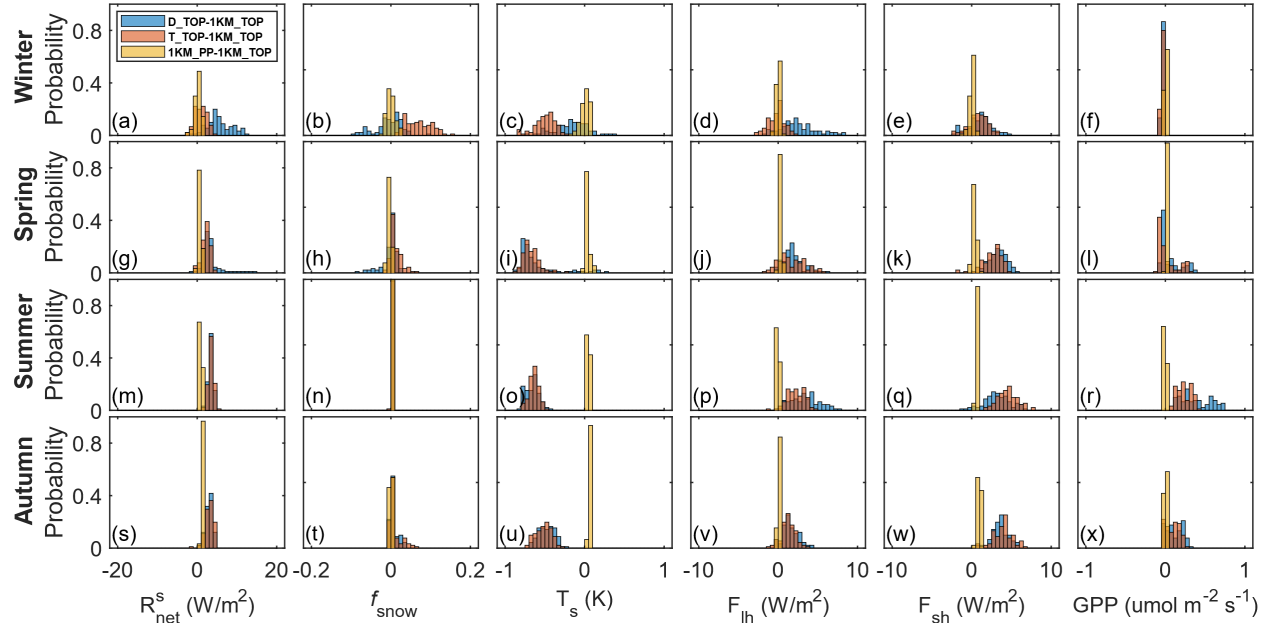 D_TOP-1KM_TOP
T_TOP-1KM_TOP
1KM_PP-1KM_TOP
Winter
Probability
0.8
0.4
0
(a) (b) (c) (d) (e) (f)
Spring
Probability
0.8
0.4
0
(g) (h) (i) (j) (k) (l)
Summer
Probability
0.8
0.4
0
(m) (n) (o) (p) (q) (r)
Autumn
Probability
0.8
0.4
0
(s) (t) (u) (v) (w) (x)
-20 0 20 -0.2 0 0.2 -1 0 1 -10 0 10 -10 0 10 -1 0 1
R^s_net (W/m²) f_snow T_s (K) F_lh (W/m²) F_sh (W/m²) GPP (umol m⁻² s⁻¹)